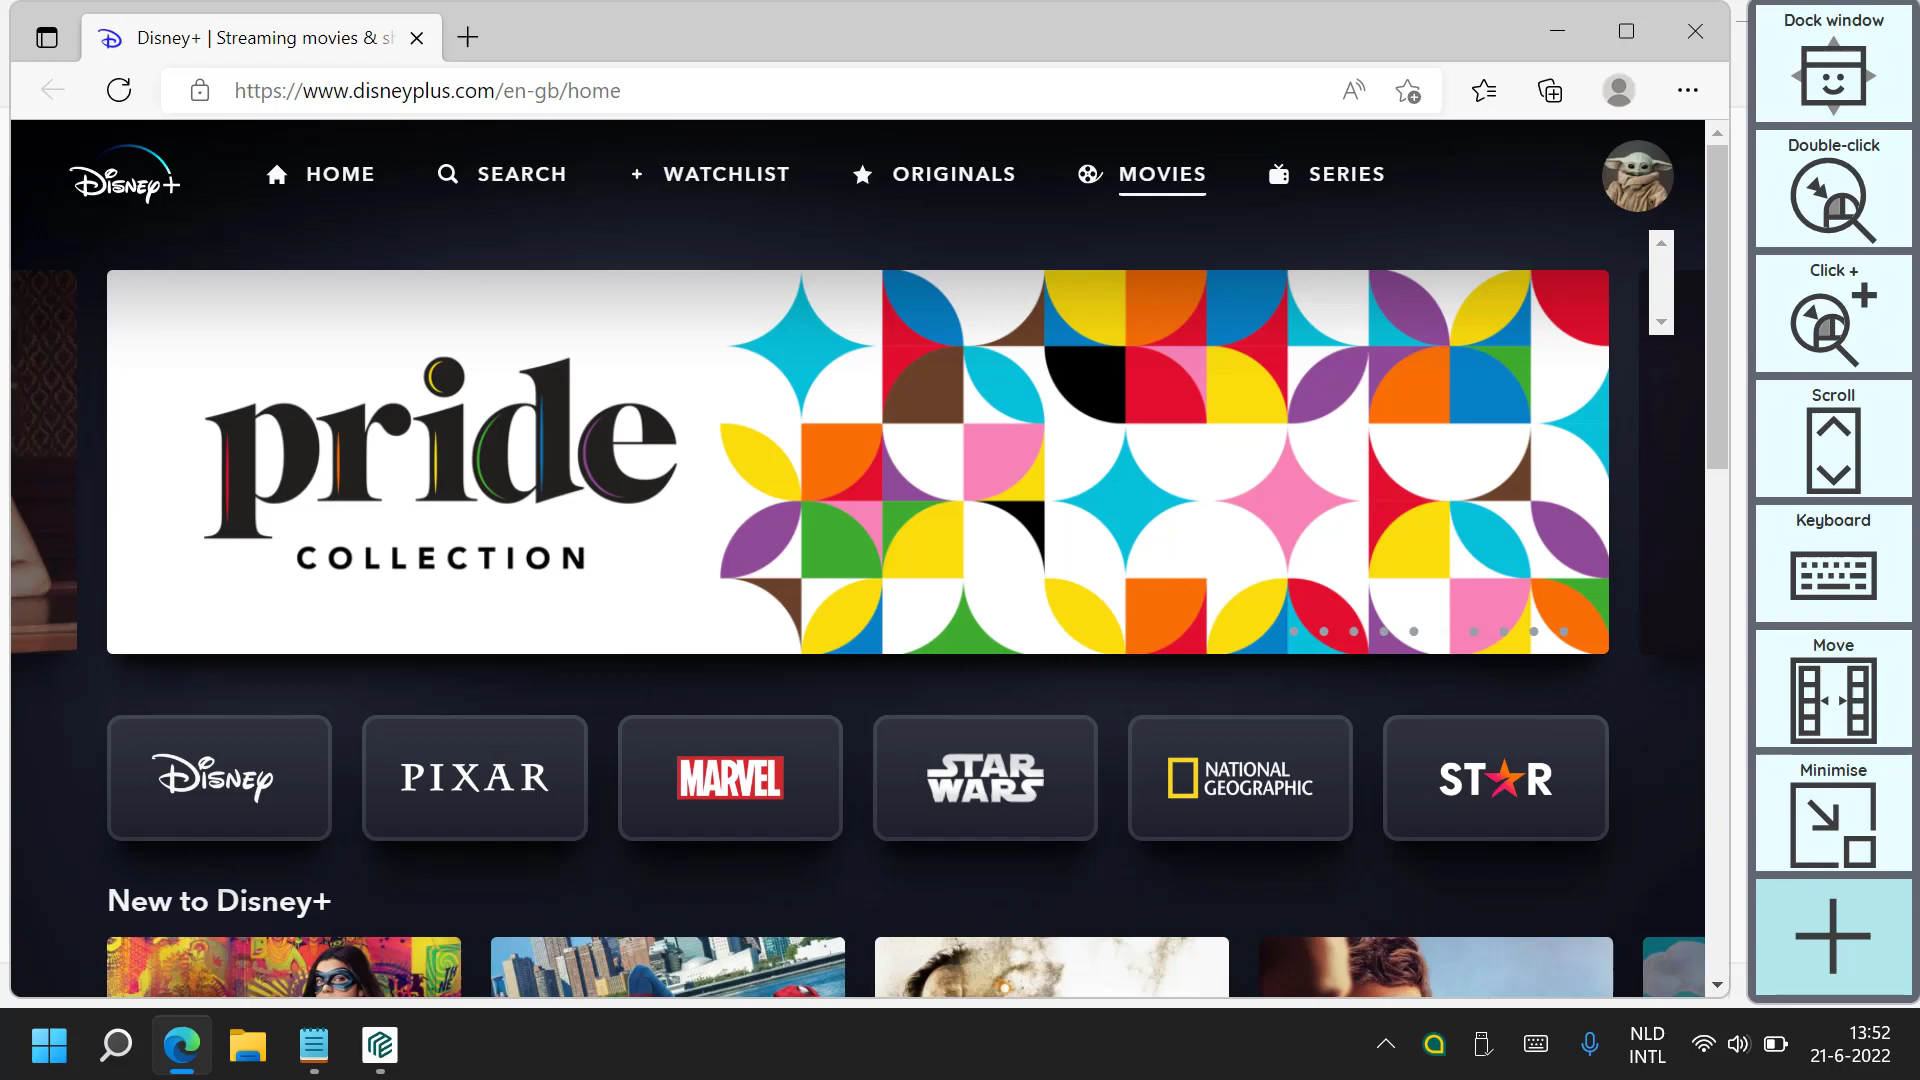 Disney+ | Streaming movies & sh
https://www.disneyplus.com/en-gb/home
Disney+
HOME
SEARCH
WATCHLIST
ORIGINALS
MOVIES
SERIES
pride
COLLECTION
Disney
PIXAR
MARVEL
STAR
WARS
NATIONAL
GEOGRAPHIC
STAR
New to Disney+
Dock window
Double-click
Click +
Scroll
Keyboard
Move
Minimise
NLD
INTL
13:52
21-6-2022